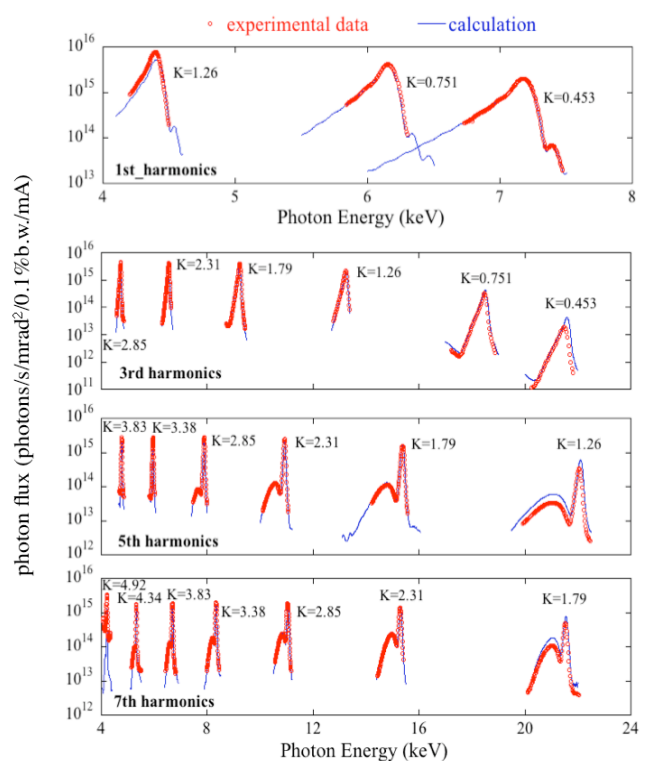 experimental data calculation
10^16
10^15
10^14
10^13
K=1.26
K=0.751
K=0.453
1st_harmonics
4 5 6 7 8
Photon Energy (keV)
photon flux (photons/s/mrad^2/0.1%b.w./mA)
10^16
10^15
10^14
10^13
10^12
10^11
K=2.85
K=2.31
K=1.79
K=1.26
K=0.751
K=0.453
3rd harmonics
10^16
10^15
10^14
10^13
10^12
K=3.83
K=3.38
K=2.85
K=2.31
K=1.79
K=1.26
5th harmonics
10^16
10^15
10^14
10^13
10^12
K=4.92
K=4.34
K=3.83
K=3.38
K=2.85
K=2.31
K=1.79
7th harmonics
4 8 12 16 20 24
Photon Energy (keV)